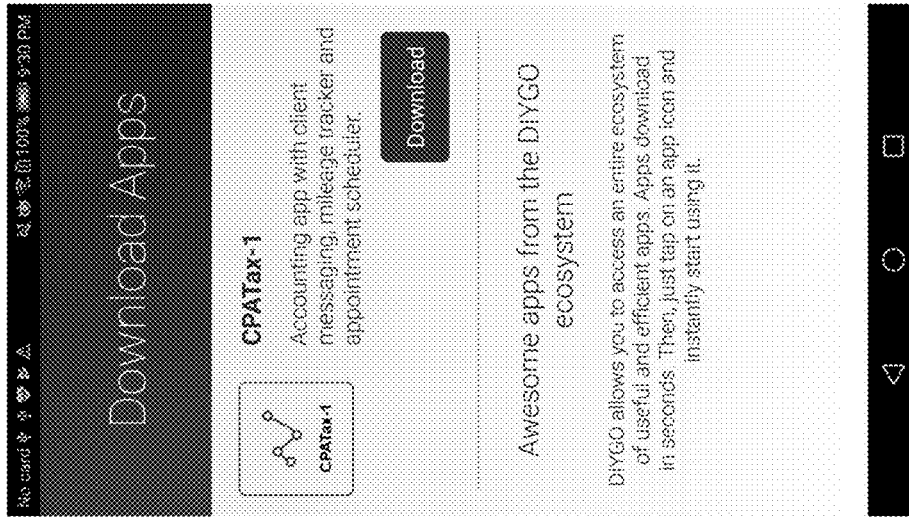 No card
100% 9:30 PM
Download Apps
CPATax-1
CPATax-1
Accounting app with client
messaging, mileage tracker and
appointment scheduler.
Download
Awesome apps from the DIYGO
ecosystem
DIYGO allows you to access an entire ecosystem
of useful and efficient apps. Apps download
in seconds. Then, just tap on an app icon and
instantly start using it.